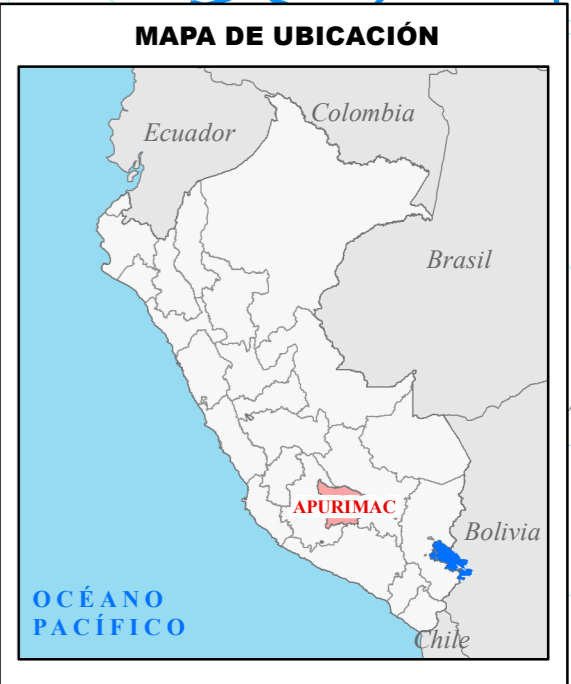 MAPA DE UBICACIÓN
Colombia
Ecuador
Brasil
APURIMAC
Bolivia
OCÉANO
PACÍFICO
Chile